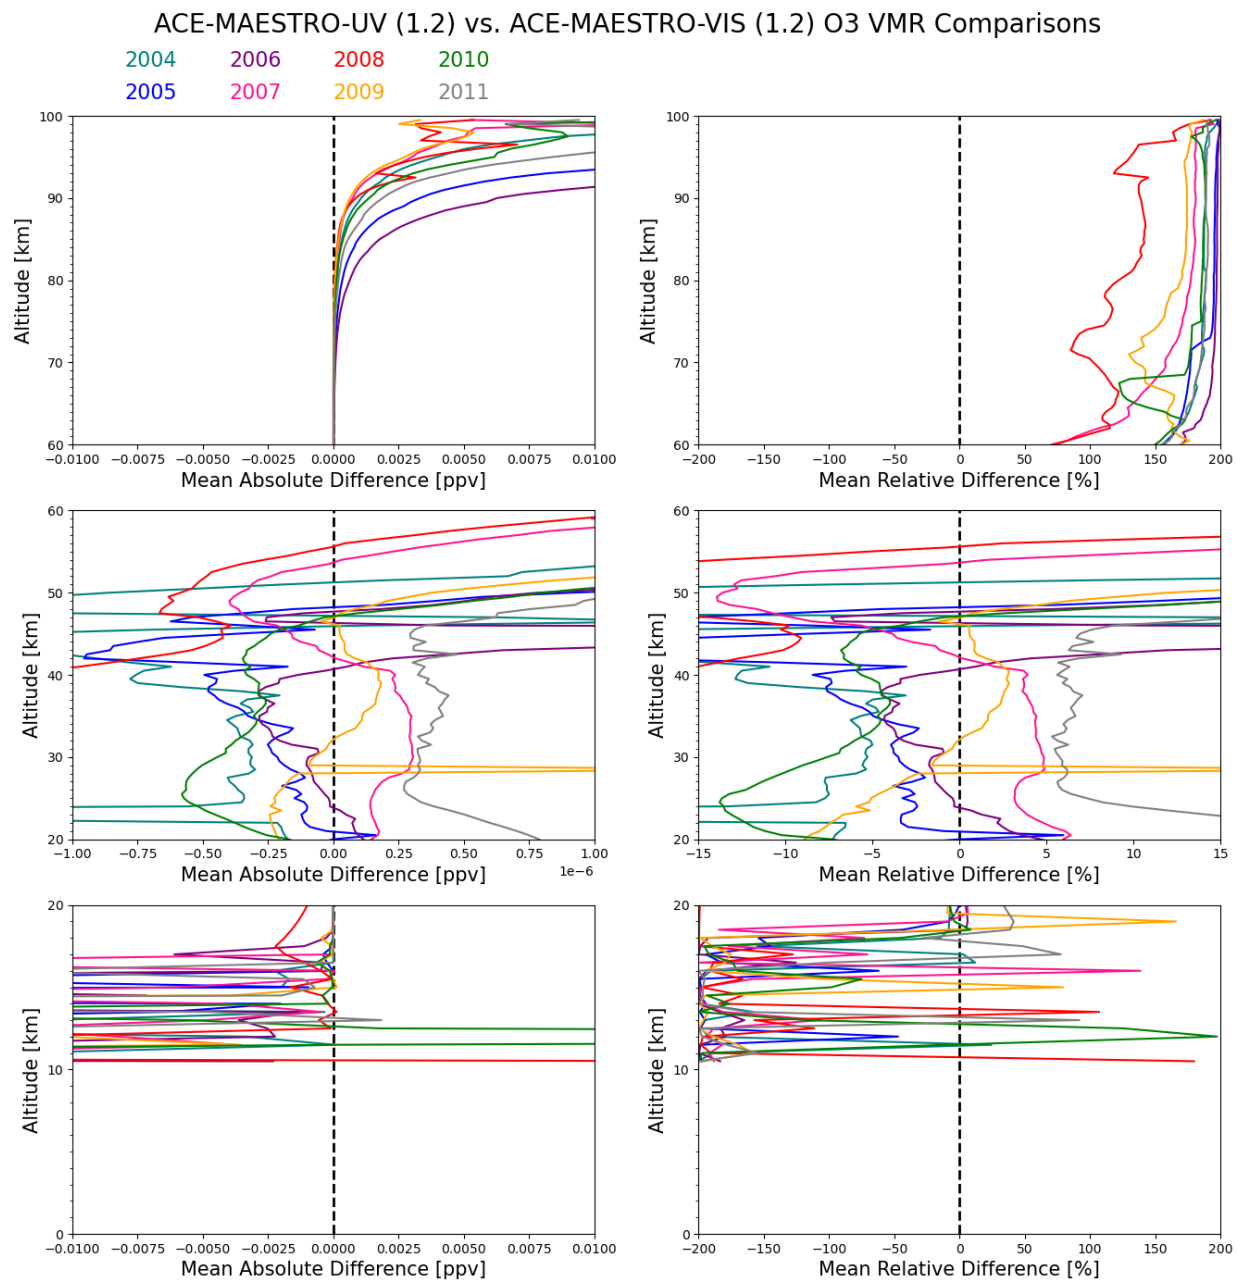 ACE-MAESTRO-UV (1.2) vs. ACE-MAESTRO-VIS (1.2) O3 VMR Comparisons
2004 2006 2008 2010
2005 2007 2009 2011
100
90
80
70
60
Altitude [km]
−0.0100 −0.0075 −0.0050 −0.0025 0.0000 0.0025 0.0050 0.0075 0.0100
Mean Absolute Difference [ppv]
100
90
80
70
60
Altitude [km]
−200 −150 −100 −50 0 50 100 150 200
Mean Relative Difference [%]
60
50
40
30
20
Altitude [km]
−1.00 −0.75 −0.50 −0.25 0.00 0.25 0.50 0.75 1.00
1e−6
Mean Absolute Difference [ppv]
60
50
40
30
20
Altitude [km]
−15 −10 −5 0 5 10 15
Mean Relative Difference [%]
20
10
0
Altitude [km]
−0.0100 −0.0075 −0.0050 −0.0025 0.0000 0.0025 0.0050 0.0075 0.0100
Mean Absolute Difference [ppv]
20
10
0
Altitude [km]
−200 −150 −100 −50 0 50 100 150 200
Mean Relative Difference [%]